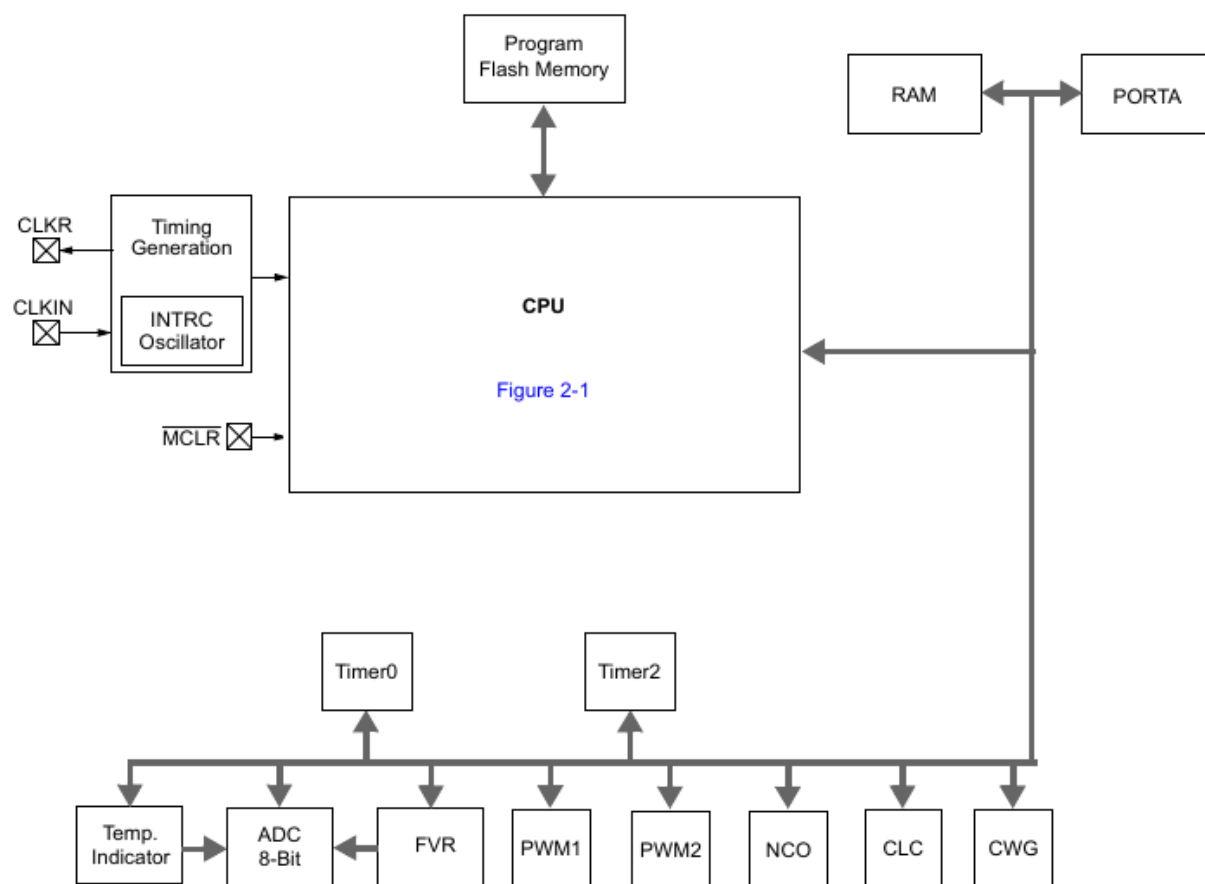 Program
Flash Memory
RAM
PORTA
CLKR
Timing
Generation
CLKIN
INTRC
Oscillator
CPU
Figure 2-1
MCLR
Timer0
Timer2
Temp.
Indicator
ADC
8-Bit
FVR
PWM1
PWM2
NCO
CLC
CWG